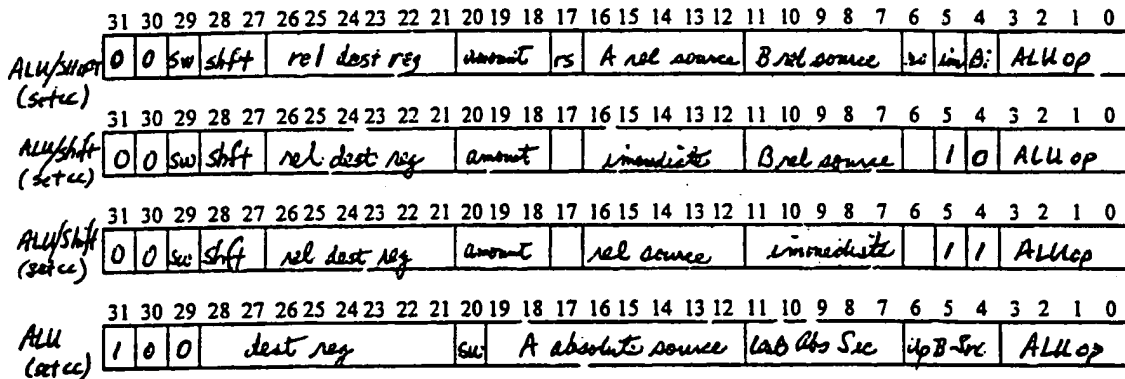 31 30 29 28 27 26 25 24 23 22 21 20 19 18 17 16 15 14 13 12 11 10 9 8 7 6 5 4 3 2 1 0
ALU/SHIFT 0 0 sw shft rel dest reg amount rs A rel source B rel source im Bi ALU op
(setcc)
31 30 29 28 27 26 25 24 23 22 21 20 19 18 17 16 15 14 13 12 11 10 9 8 7 6 5 4 3 2 1 0
ALU/shft 0 0 sw shft rel dest reg amount immediate B rel source 1 0 ALU op
(setcc)
31 30 29 28 27 26 25 24 23 22 21 20 19 18 17 16 15 14 13 12 11 10 9 8 7 6 5 4 3 2 1 0
ALU/Shft 0 0 sw shft rel dest reg amount rel source immediate 1 1 ALU op
(setcc)
31 30 29 28 27 26 25 24 23 22 21 20 19 18 17 16 15 14 13 12 11 10 9 8 7 6 5 4 3 2 1 0
ALU 1 0 0 dest reg sw A absolute source Abs Src B-Src ALU op
(setcc)